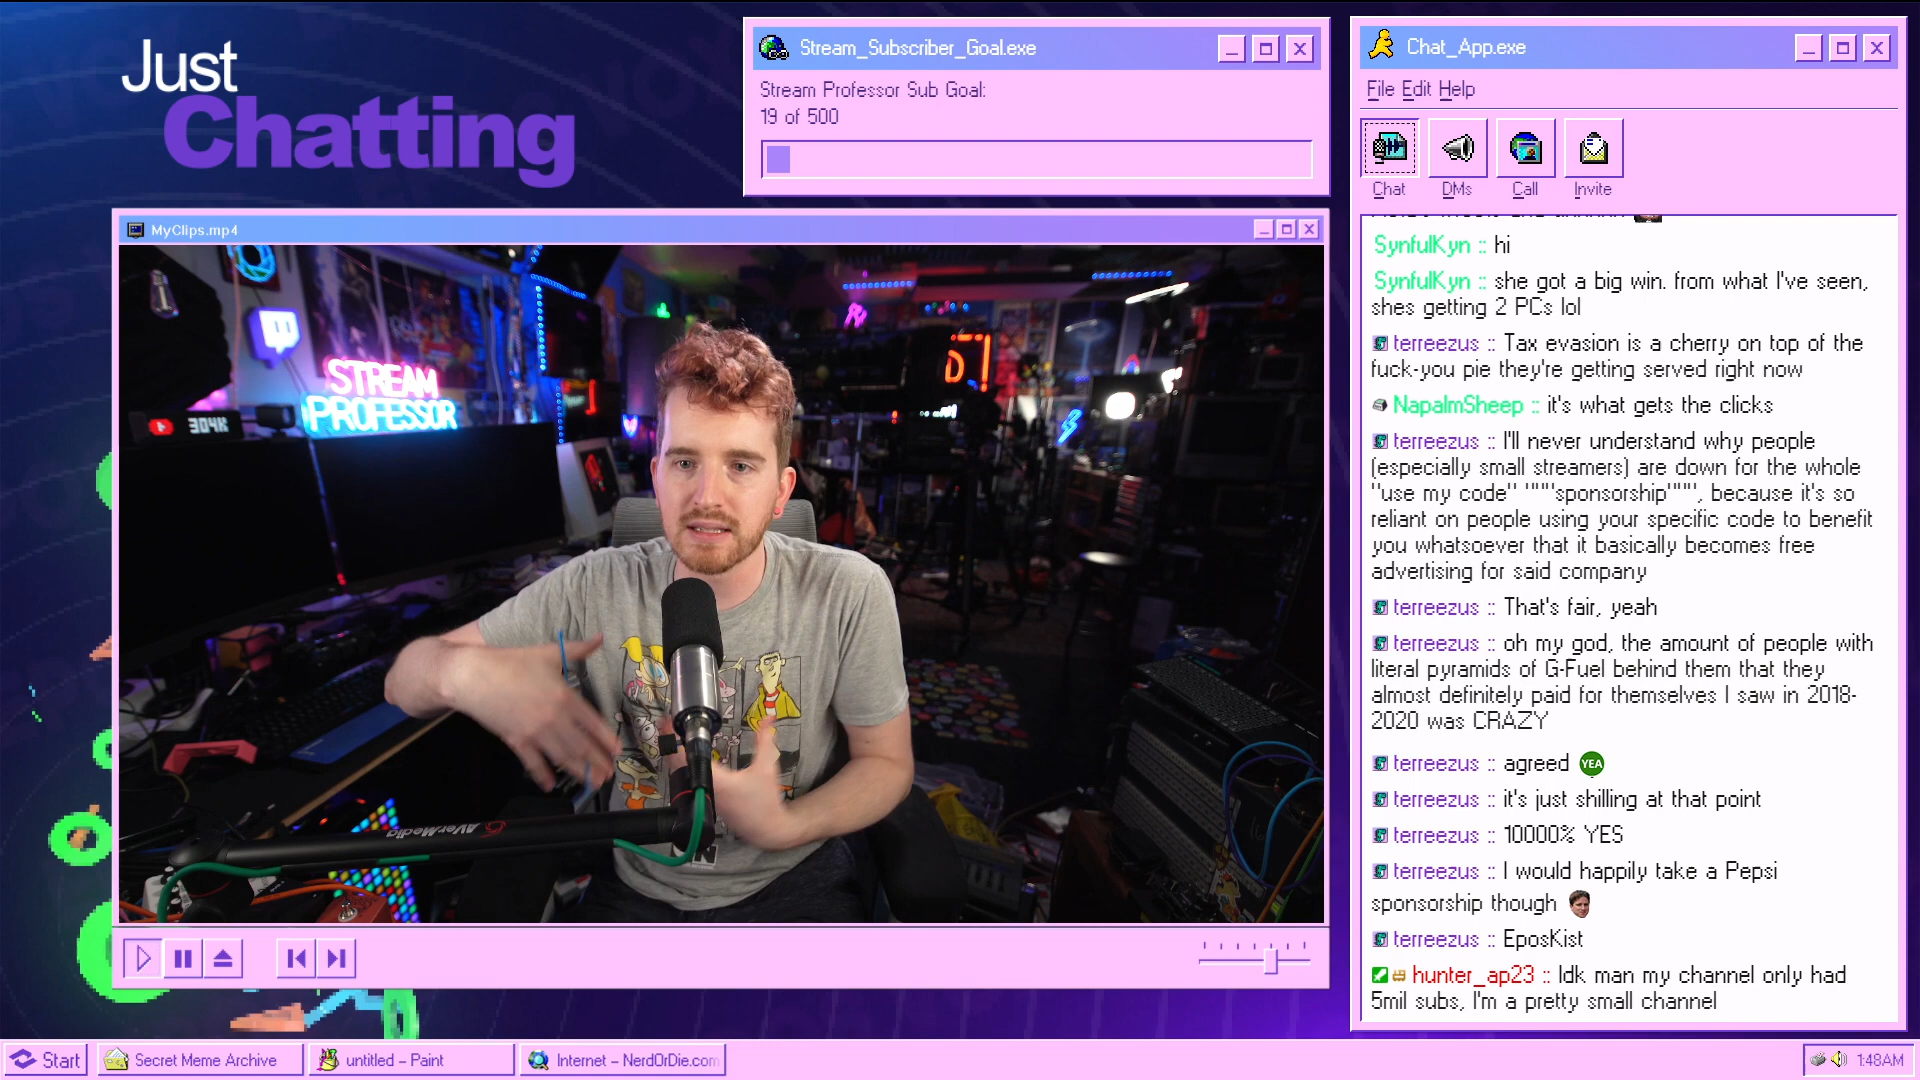 Just
Chatting
Stream_Subscriber_Goal.exe
Stream Professor Sub Goal:
19 of 500
MyClips.mp4
STREAM
PROFESSOR
304K
AVerMedia
Chat_App.exe
File Edit Help
Chat DMs Call Invite
SynfulKyn :: hi
SynfulKyn :: she got a big win. from what I've seen,
shes getting 2 PCs lol
terreezus :: Tax evasion is a cherry on top of the
fuck-you pie they're getting served right now
NapalmSheep :: it's what gets the clicks
terreezus :: I'll never understand why people
(especially small streamers) are down for the whole
"use my code" """sponsorship""", because it's so
reliant on people using your specific code to benefit
you whatsoever that it basically becomes free
advertising for said company
terreezus :: That's fair, yeah
terreezus :: oh my god, the amount of people with
literal pyramids of G-Fuel behind them that they
almost definitely paid for themselves I saw in 2018-
2020 was CRAZY
terreezus :: agreed YEA
terreezus :: it's just shilling at that point
terreezus :: 10000% YES
terreezus :: I would happily take a Pepsi
sponsorship though
terreezus :: EposKist
hunter_ap23 :: Idk man my channel only had
5mil subs, I'm a pretty small channel
Start
Secret Meme Archive
untitled - Paint
Internet - NerdOrDie.com
1:48AM